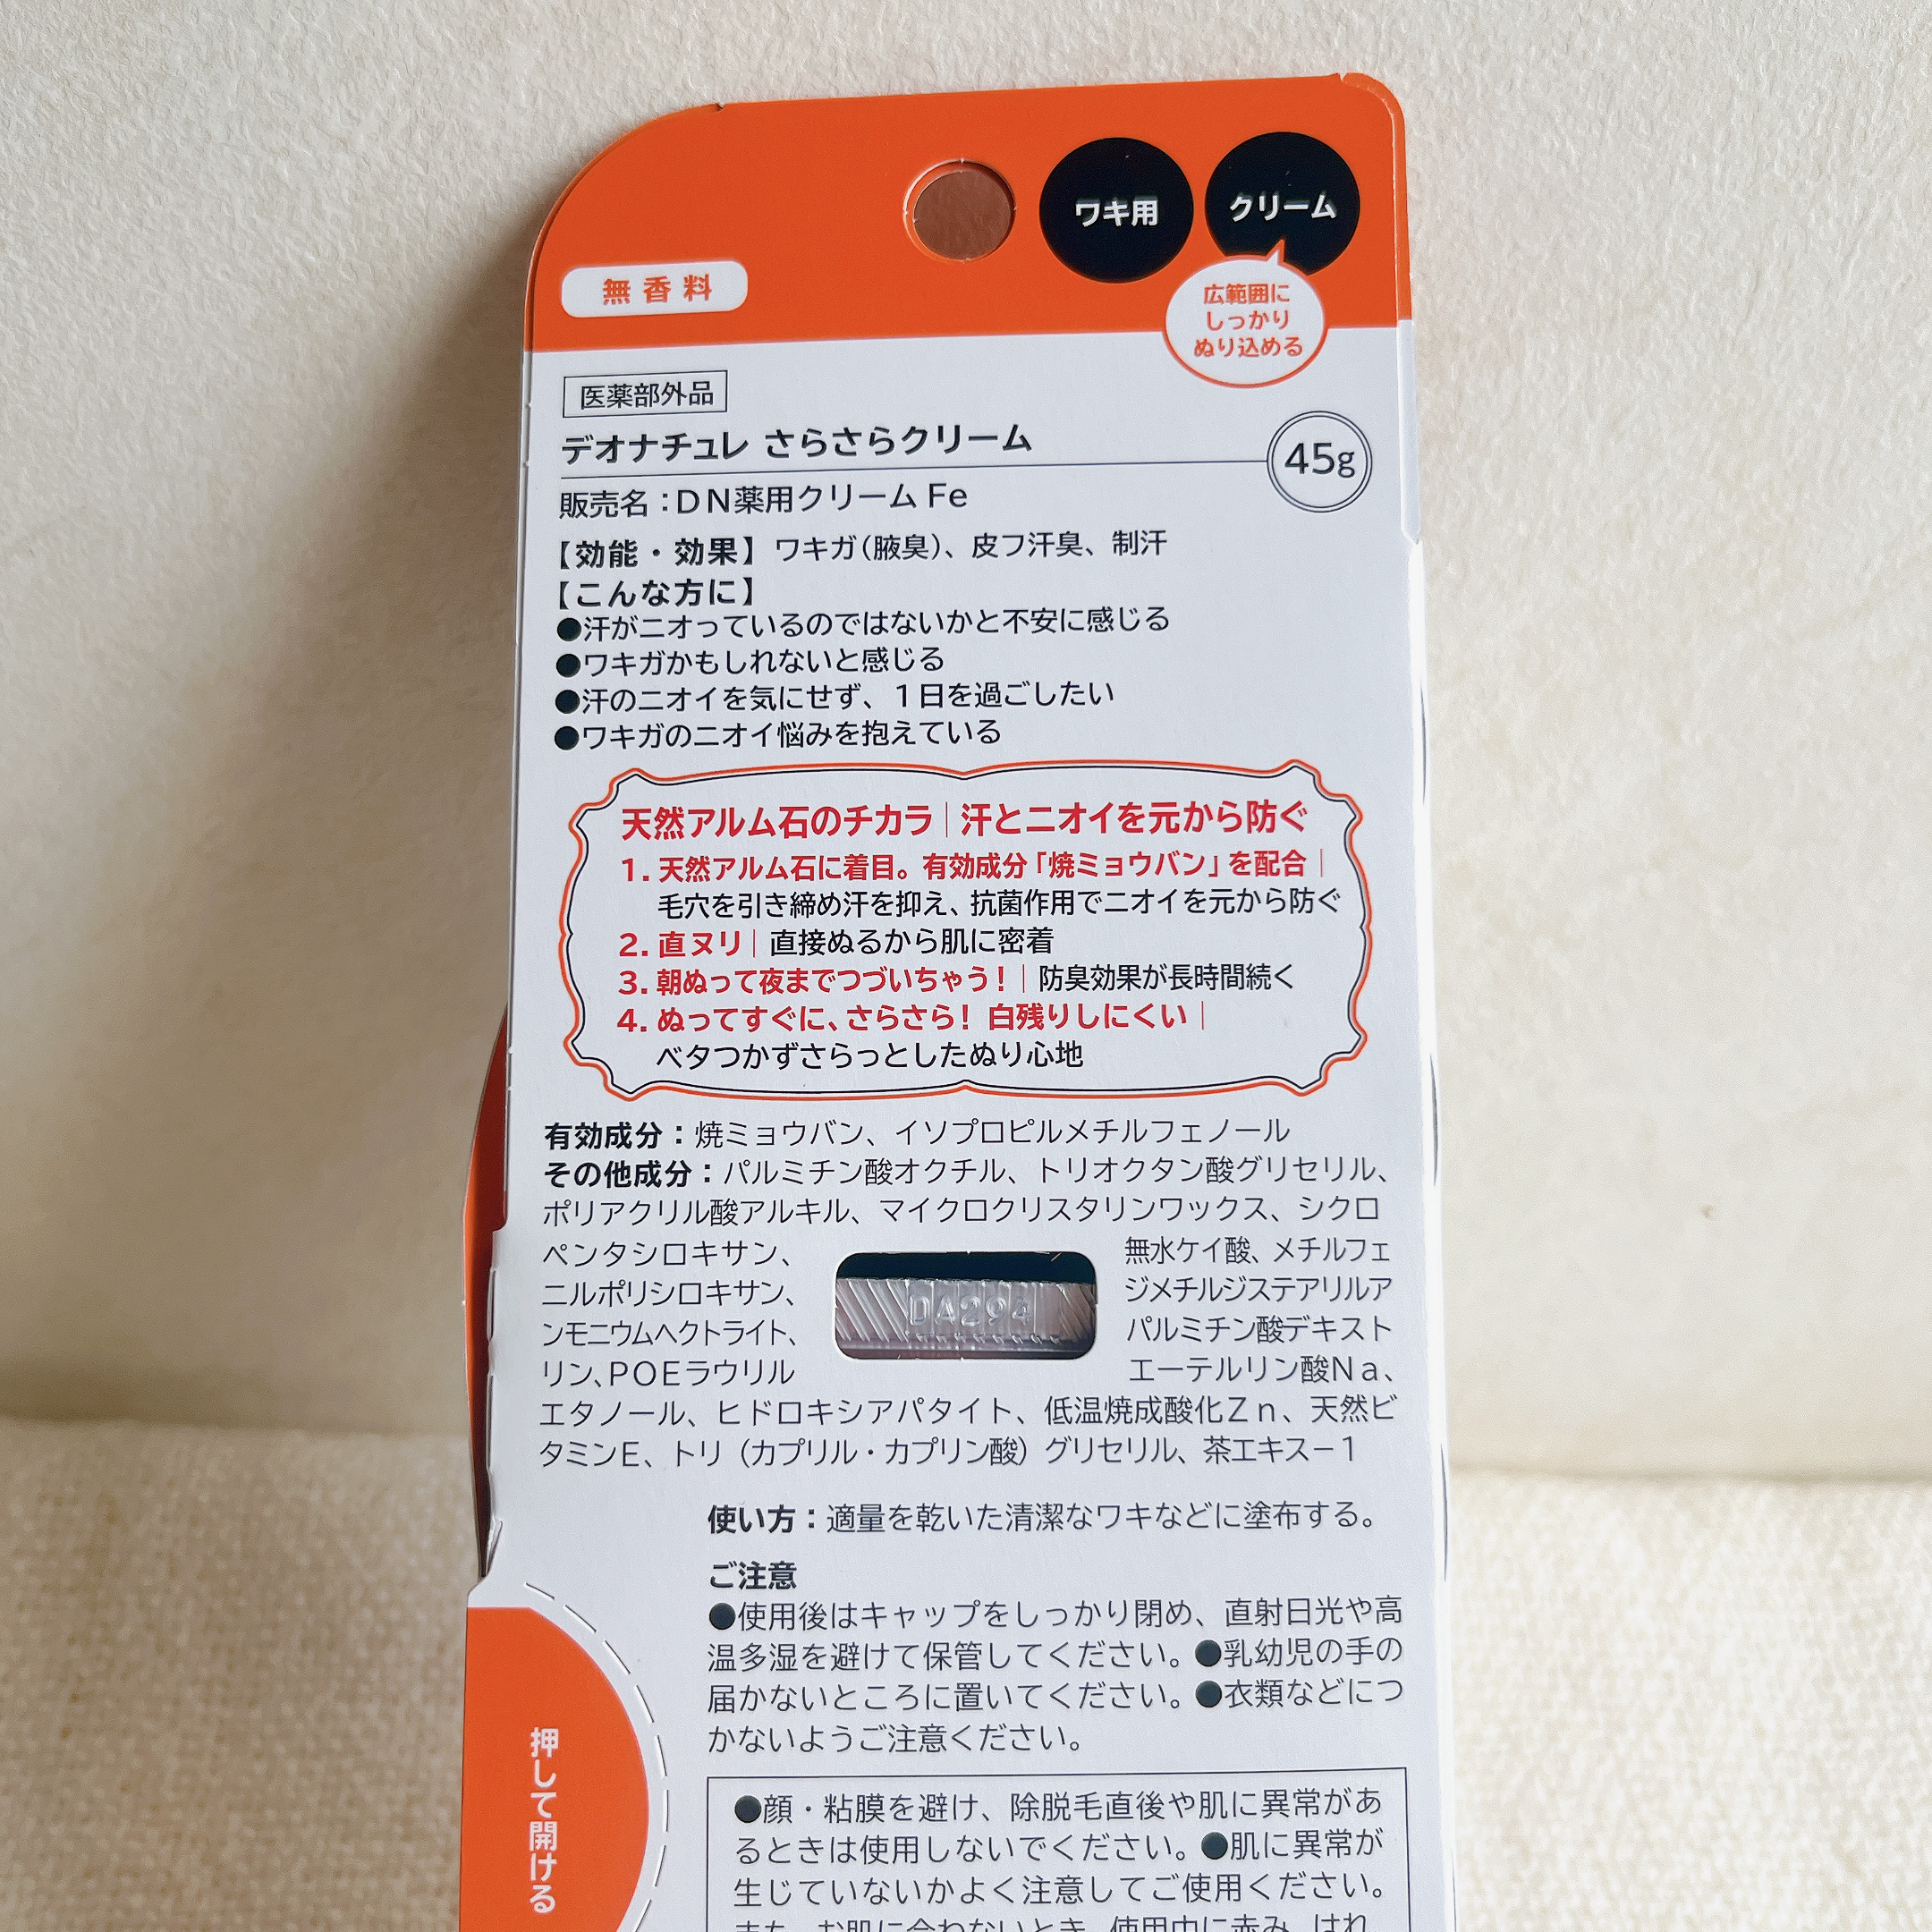 ワキ用
クリーム
無香料
広範囲に
しっかり
ぬり込める
医薬部外品
デオナチュレ さらさらクリーム
45g
販売名：DN薬用クリーム Fe
【効能・効果】ワキガ（腋臭）、皮フ汗臭、制汗
【こんな方に】
●汗がニオっているのではないかと不安に感じる
●ワキガかもしれないと感じる
●汗のニオイを気にせず、1日を過ごしたい
●ワキガのニオイ悩みを抱えている
天然アルム石のチカラ｜汗とニオイを元から防ぐ
1. 天然アルム石に着目。有効成分「焼ミョウバン」を配合｜
毛穴を引き締め汗を抑え、抗菌作用でニオイを元から防ぐ
2. 直ヌリ｜直接ぬるから肌に密着
3. 朝ぬって夜までつづいちゃう！｜防臭効果が長時間続く
4. ぬってすぐに、さらさら！ 白残りしにくい｜
ベタつかずさらっとしたぬり心地
有効成分：焼ミョウバン、イソプロピルメチルフェノール
その他成分：パルミチン酸オクチル、トリオクタン酸グリセリル、
ポリアクリル酸アルキル、マイクロクリスタリンワックス、シクロ
ペンタシロキサン、 無水ケイ酸、メチルフェ
ニルポリシロキサン、 ジメチルジステアリルア
ンモニウムヘクトライト、 パルミチン酸デキスト
リン、POEラウリル エーテルリン酸Na、
DA294
エタノール、ヒドロキシアパタイト、低温焼成酸化Zn、天然ビ
タミンE、トリ（カプリル・カプリン酸）グリセリル、茶エキス－1
使い方：適量を乾いた清潔なワキなどに塗布する。
ご注意
●使用後はキャップをしっかり閉め、直射日光や高
温多湿を避けて保管してください。●乳幼児の手の
届かないところに置いてください。●衣類などにつ
かないようご注意ください。
押して開ける
●顔・粘膜を避け、除脱毛直後や肌に異常があ
るときは使用しないでください。●肌に異常が
生じていないかよく注意してご使用ください。
また、お肌に合わないとき、使用中に赤み、はれ、